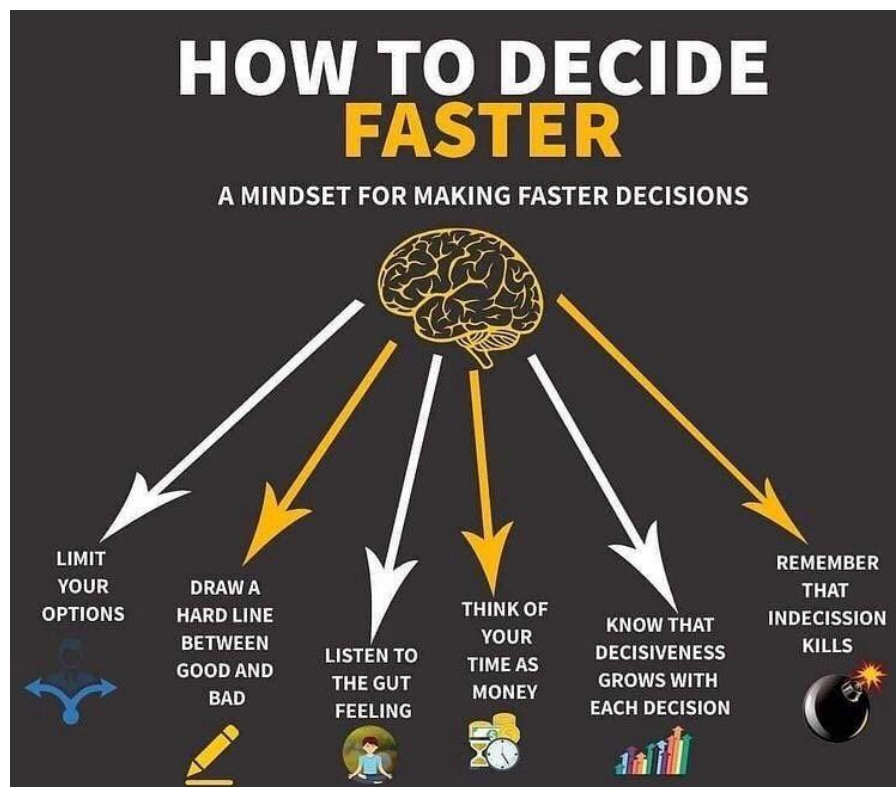 HOW TO DECIDE
FASTER
A MINDSET FOR MAKING FASTER DECISIONS
LIMIT
YOUR
OPTIONS
DRAW A
HARD LINE
BETWEEN
GOOD AND
BAD
LISTEN TO
THE GUT
FEELING
THINK OF
YOUR
TIME AS
MONEY
KNOW THAT
DECISIVENESS
GROWS WITH
EACH DECISION
REMEMBER
THAT
INDECISSION
KILLS